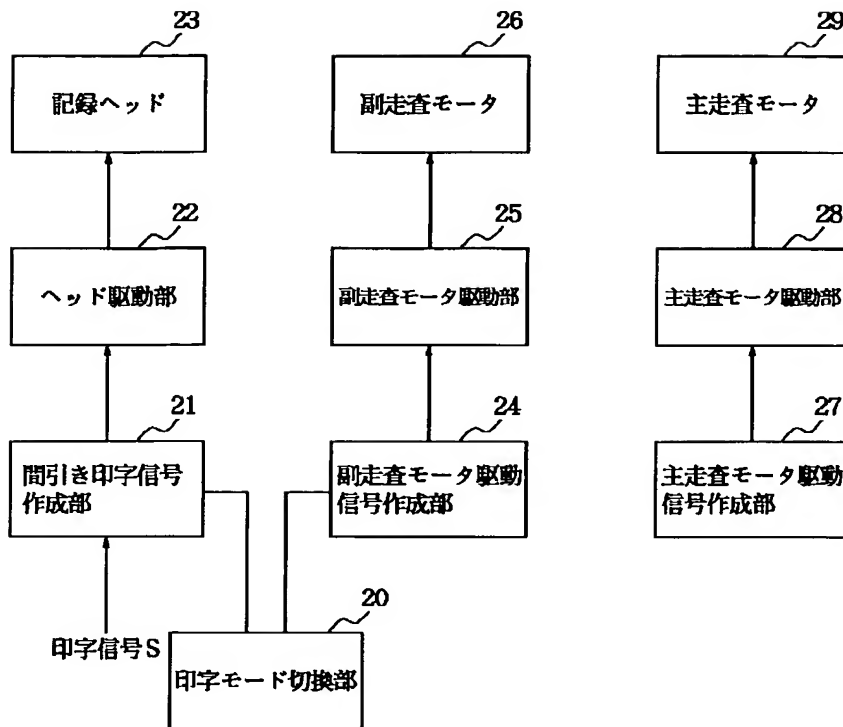 23
26
29
記録ヘッド
副走査モータ
主走査モータ
22
25
28
ヘッド駆動部
副走査モータ駆動部
主走査モータ駆動部
21
24
27
間引き印字信号
作成部
副走査モータ駆動
信号作成部
主走査モータ駆動
信号作成部
20
印字信号S
印字モード切換部